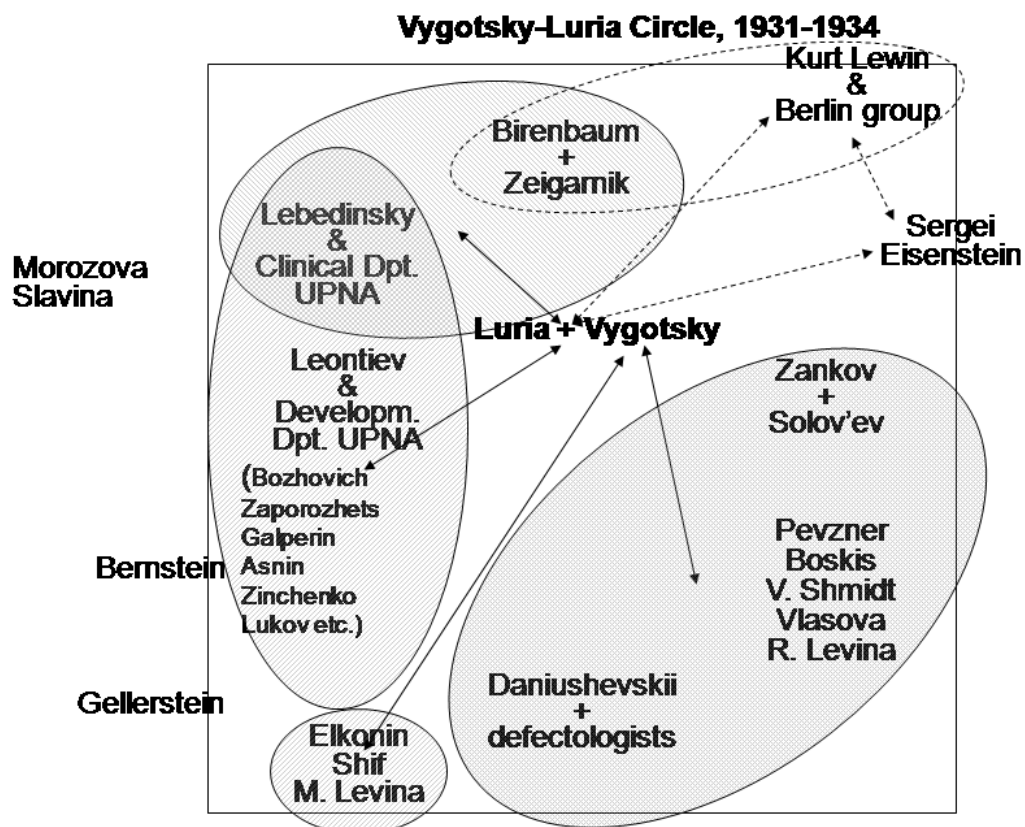 Vygotsky-Luria Circle, 1931-1934
Kurt Lewin
&
Berlin group
Birenbaum
+
Zeigarnik
Lebedinsky
&
Clinical Dpt.
UPNA
Sergei
Eisenstein
Morozova
Slavina
Luria + Vygotsky
Leontiev
&
Developm.
Dpt. UPNA
(Bozhovich
Zaporozhets
Galperin
Asnin
Zinchenko
Lukov etc.)
Zankov
+
Solov'ev
Bernstein
Pevzner
Boskis
V. Shmidt
Vlasova
R. Levina
Gellerstein
Daniushevskii
+
defectologists
Elkonin
Shif
M. Levina